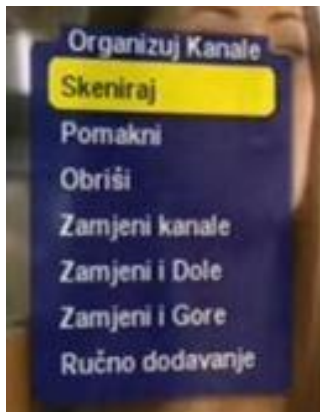 Organizuj Kanale
Skeniraj
Pomakni
Obriši
Zamjeni kanale
Zamjeni i Dole
Zamjeni i Gore
Ručno dodavanje